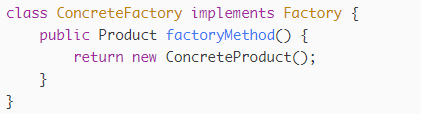 class ConcreteFactory implements Factory {
    public Product factoryMethod() {
        return new ConcreteProduct();
    }
}